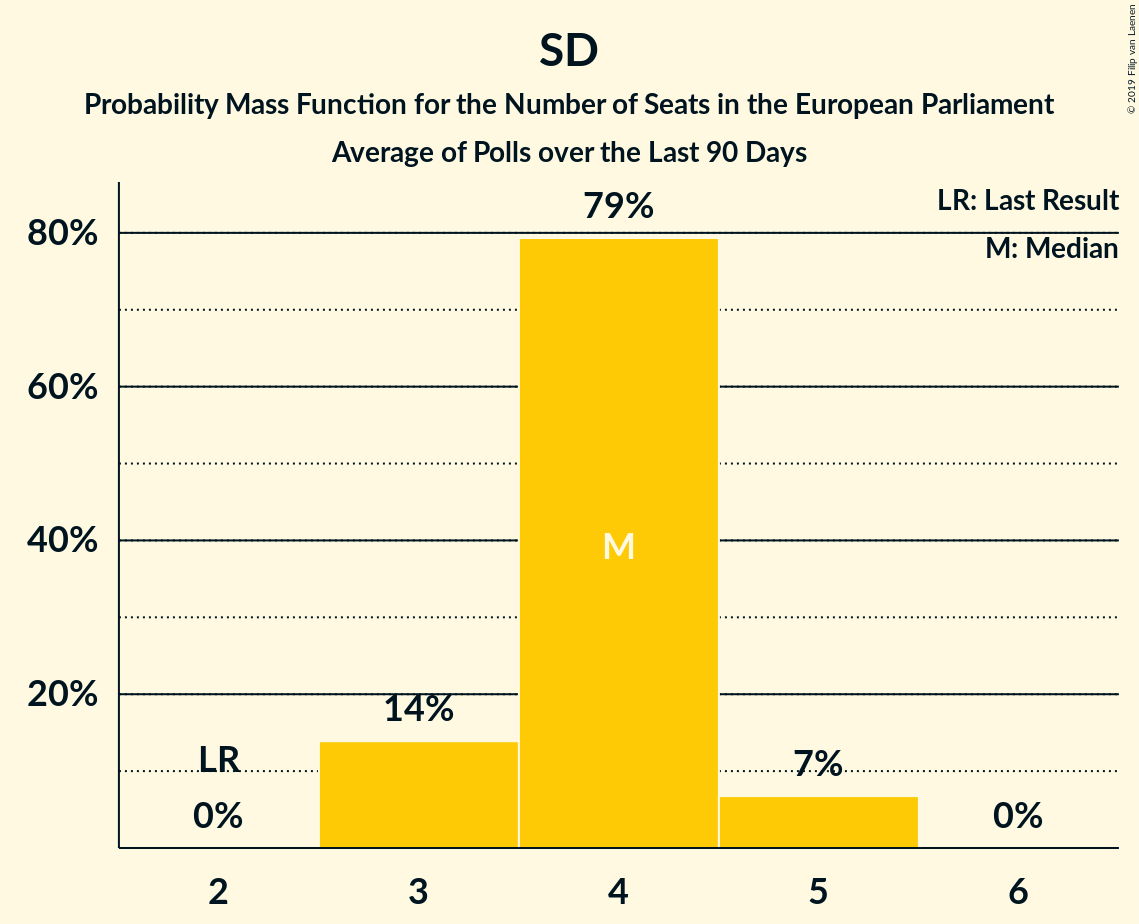 SD
Probability Mass Function for the Number of Seats in the European Parliament
Average of Polls over the Last 90 Days
© 2019 Filip van Laenen
LR: Last Result
M: Median
80%
60%
40%
20%
LR
0%
14%
79%
M
7%
0%
2 3 4 5 6